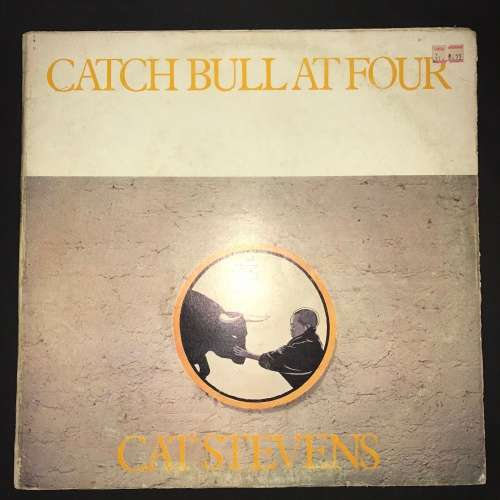 CATCH BULL AT FOUR
CAT STEVENS